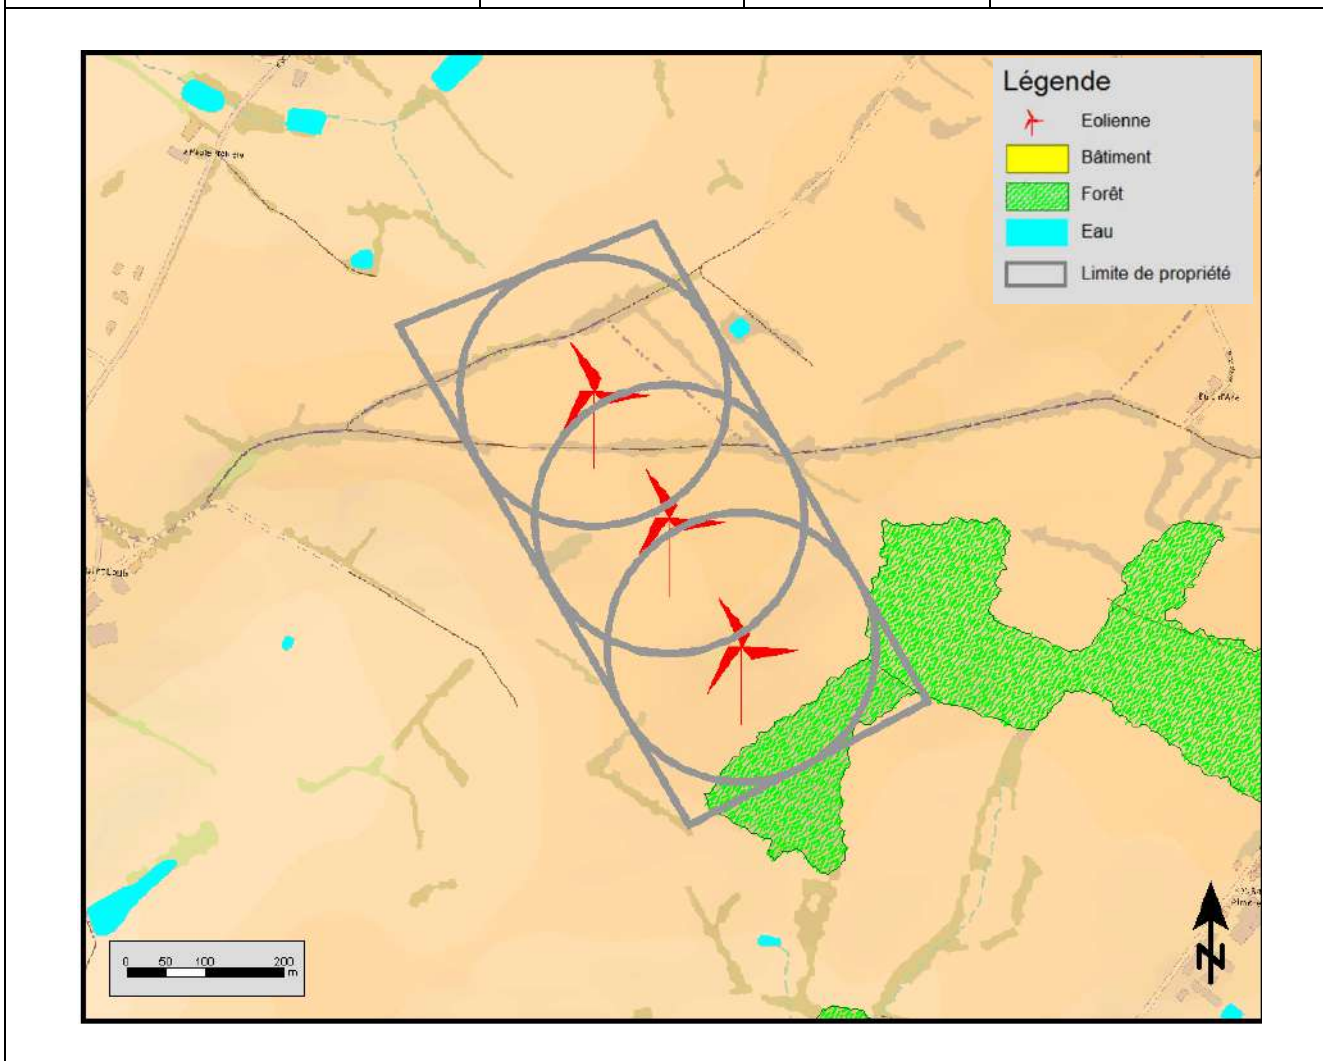 Légende
Eolienne
Bâtiment
Forêt
Eau
Limite de propriété
0 50 100 200
m
N